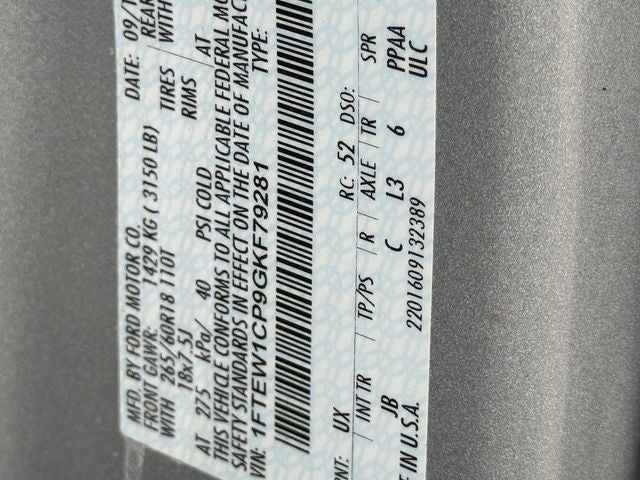 MFD. BY FORD MOTOR CO. DATE: 09/1
FRONT GAWR: 1429 KG ( 3150 LB) REAR
WITH 265/60R18 110T TIRES WITH
18x7.5J RIMS
AT 275 kPa/ 40 PSI COLD AT
THIS VEHICLE CONFORMS TO ALL APPLICABLE FEDERAL MO
SAFETY STANDARDS IN EFFECT ON THE DATE OF MANUFAC
VIN: 1FTEW1CP9GKF79281 TYPE:
RNT: UX RC: 52 DSO:
INT TR TP/PS R AXLE TR SPR
JB C L3 6 PPAA
IN U.S.A. 2201609132389 ULC